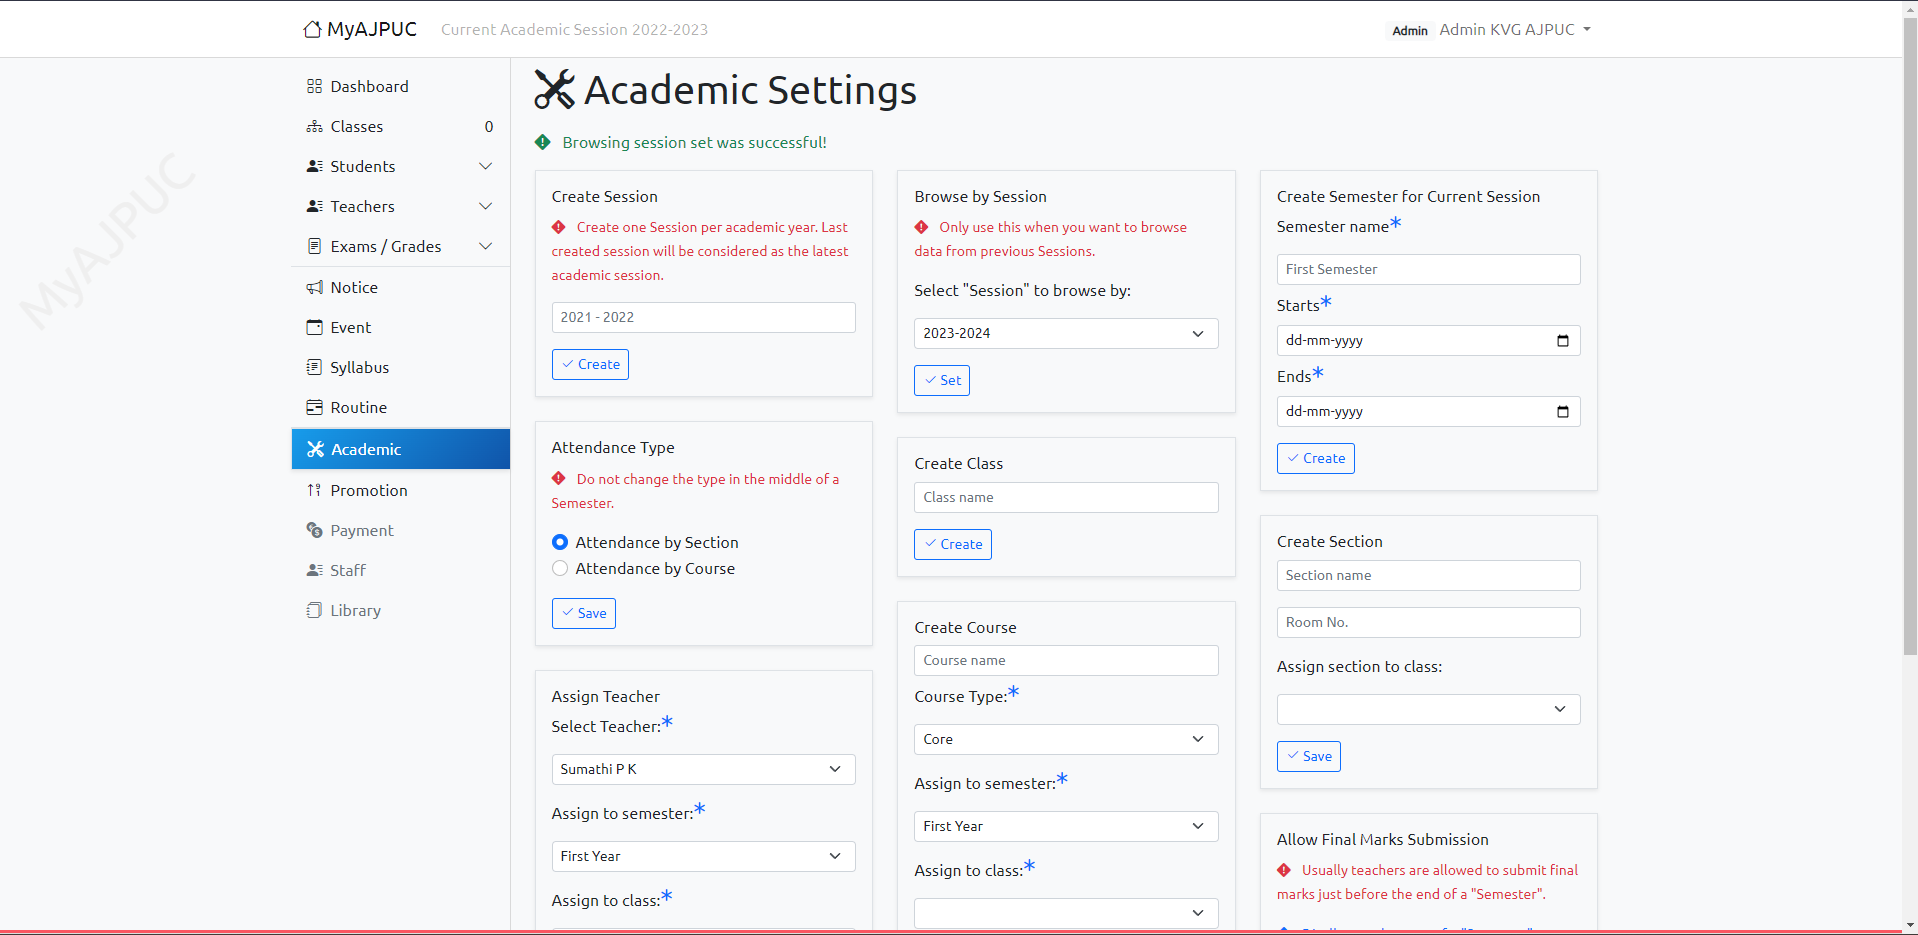 MyAJPUC
Current Academic Session 2022-2023
Admin Admin KVG AJPUC
MyAJPUC
Dashboard
Classes 0
Students
Teachers
Exams / Grades
Notice
Event
Syllabus
Routine
Academic
Promotion
Payment
Staff
Library
Academic Settings
Browsing session set was successful!
Create Session
Create one Session per academic year. Last
created session will be considered as the latest
academic session.
2021 - 2022
Create
Attendance Type
Do not change the type in the middle of a
Semester.
Attendance by Section
Attendance by Course
Save
Assign Teacher
Select Teacher:*
Sumathi P K
Assign to semester:*
First Year
Assign to class:*
Browse by Session
Only use this when you want to browse
data from previous Sessions.
Select "Session" to browse by:
2023-2024
Set
Create Class
Class name
Create
Create Course
Course name
Course Type:*
Core
Assign to semester:*
First Year
Assign to class:*
Create Semester for Current Session
Semester name*
First Semester
Starts*
dd-mm-yyyy
Ends*
dd-mm-yyyy
Create
Create Section
Section name
Room No.
Assign section to class:
Save
Allow Final Marks Submission
Usually teachers are allowed to submit final
marks just before the end of a "Semester".